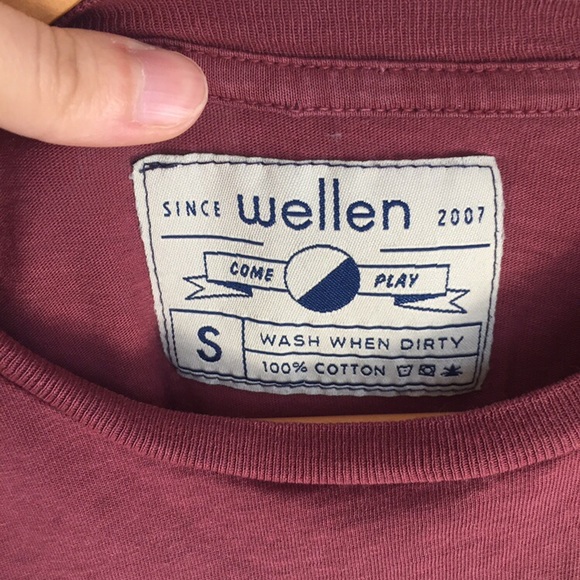 SINCE wellen 2007
COME PLAY
S
WASH WHEN DIRTY
100% COTTON